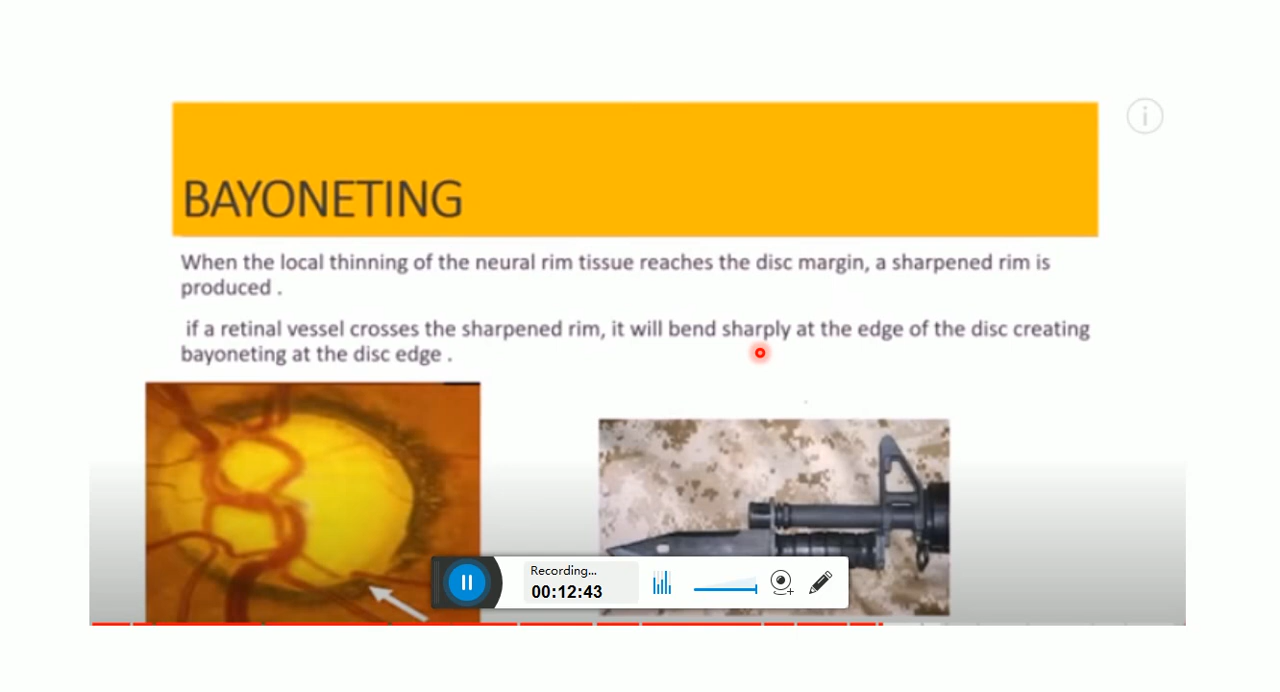 BAYONETING
When the local thinning of the neural rim tissue reaches the disc margin, a sharpened rim is
produced .
if a retinal vessel crosses the sharpened rim, it will bend sharply at the edge of the disc creating
bayoneting at the disc edge .
Recording...
00:12:43